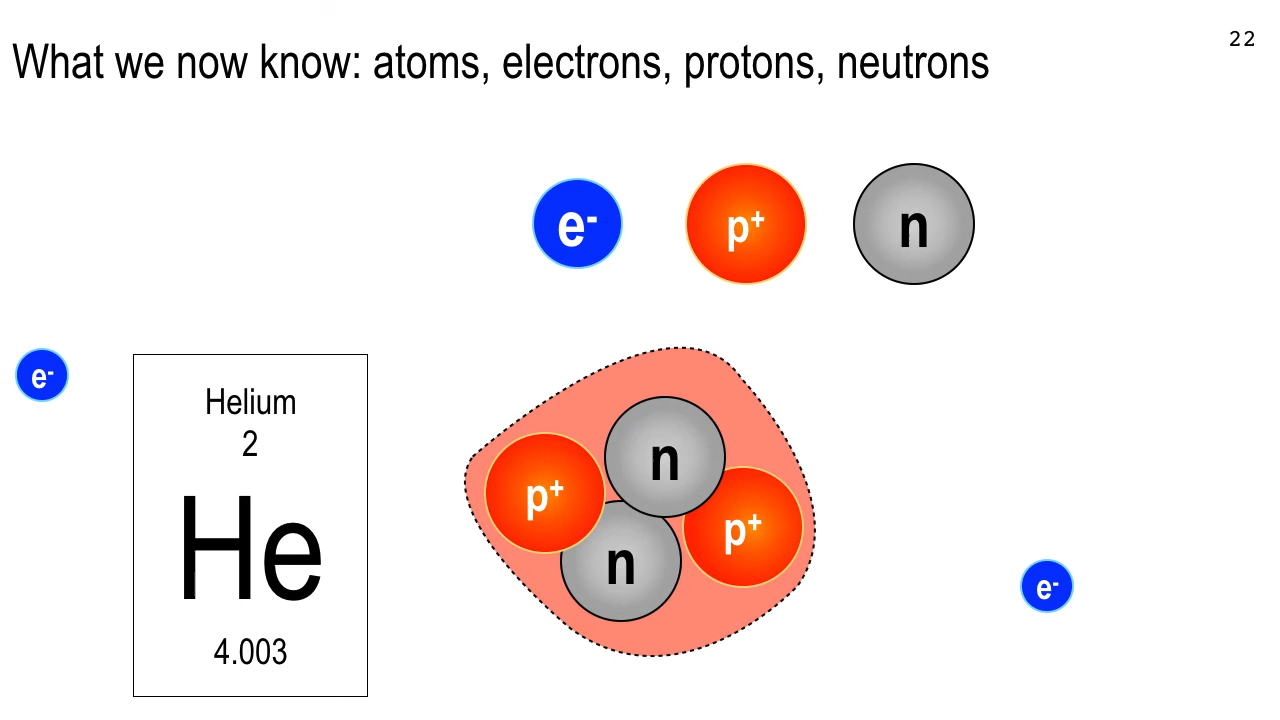 22
What we now know: atoms, electrons, protons, neutrons
e-
p+
n
e-
Helium
2
He
4.003
n
p+
p+
n
e-